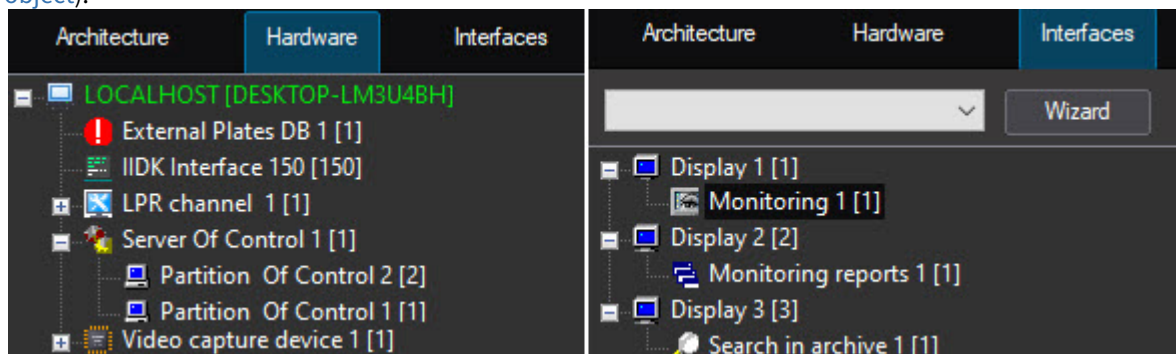 object).
Architecture Hardware Interfaces
LOCALHOST [DESKTOP-LM3U4BH]
External Plates DB 1 [1]
IIDK Interface 150 [150]
LPR channel 1 [1]
Server Of Control 1 [1]
Partition Of Control 2 [2]
Partition Of Control 1 [1]
Video capture device 1 [1]
Architecture Hardware Interfaces
Wizard
Display 1 [1]
Monitoring 1 [1]
Display 2 [2]
Monitoring reports 1 [1]
Display 3 [3]
Search in archive 1 [1]